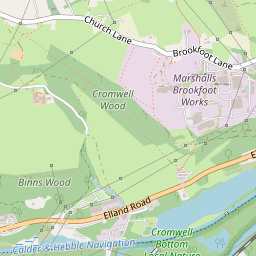 Church Lane
Brookfoot Lane
Marshalls
Brookfoot
Works
Cromwell
Wood
Binns Wood
Elland Road
E
Cromwell
Bottom
Local Nature
Calder & Hebble Navigation